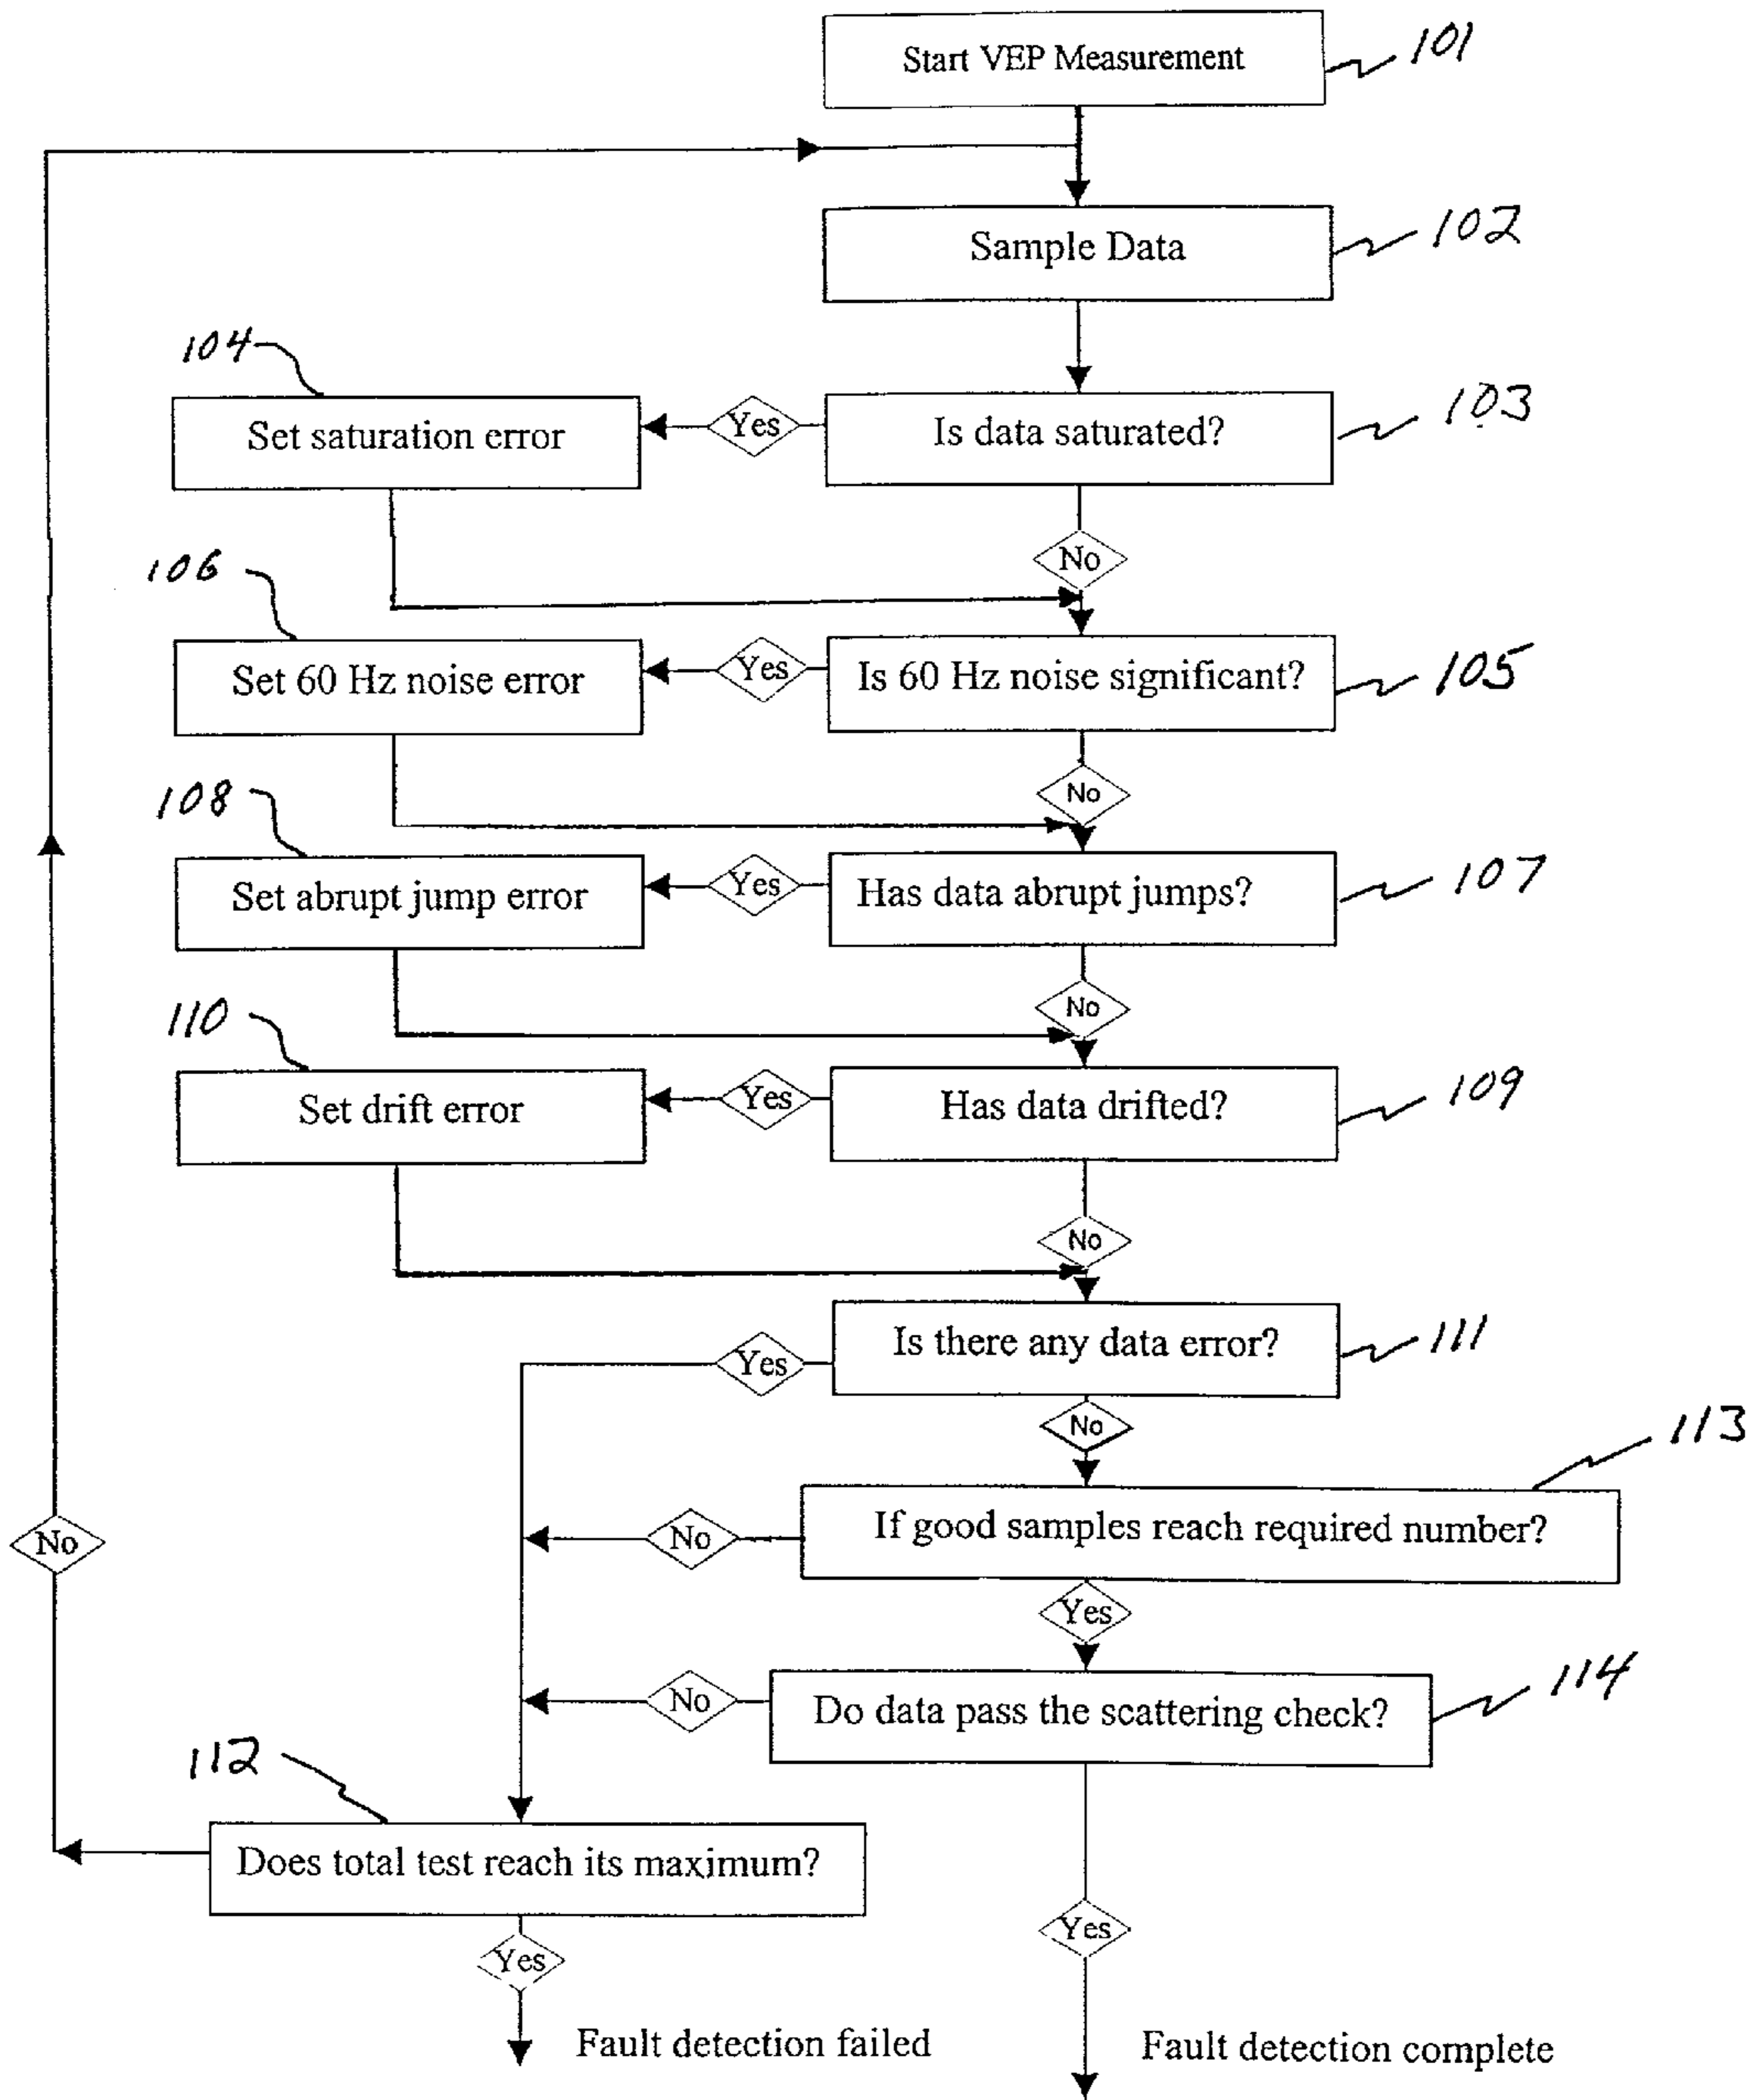 Start VEP Measurement
101
Sample Data
102
104
Set saturation error
Yes
Is data saturated?
103
No
106
Set 60 Hz noise error
Yes
Is 60 Hz noise significant?
105
No
108
Set abrupt jump error
Yes
Has data abrupt jumps?
107
No
110
Set drift error
Yes
Has data drifted?
109
No
Is there any data error?
111
Yes
No
113
No
If good samples reach required number?
No
Yes
114
No
Do data pass the scattering check?
112
Does total test reach its maximum?
Yes
Yes
Fault detection failed
Fault detection complete